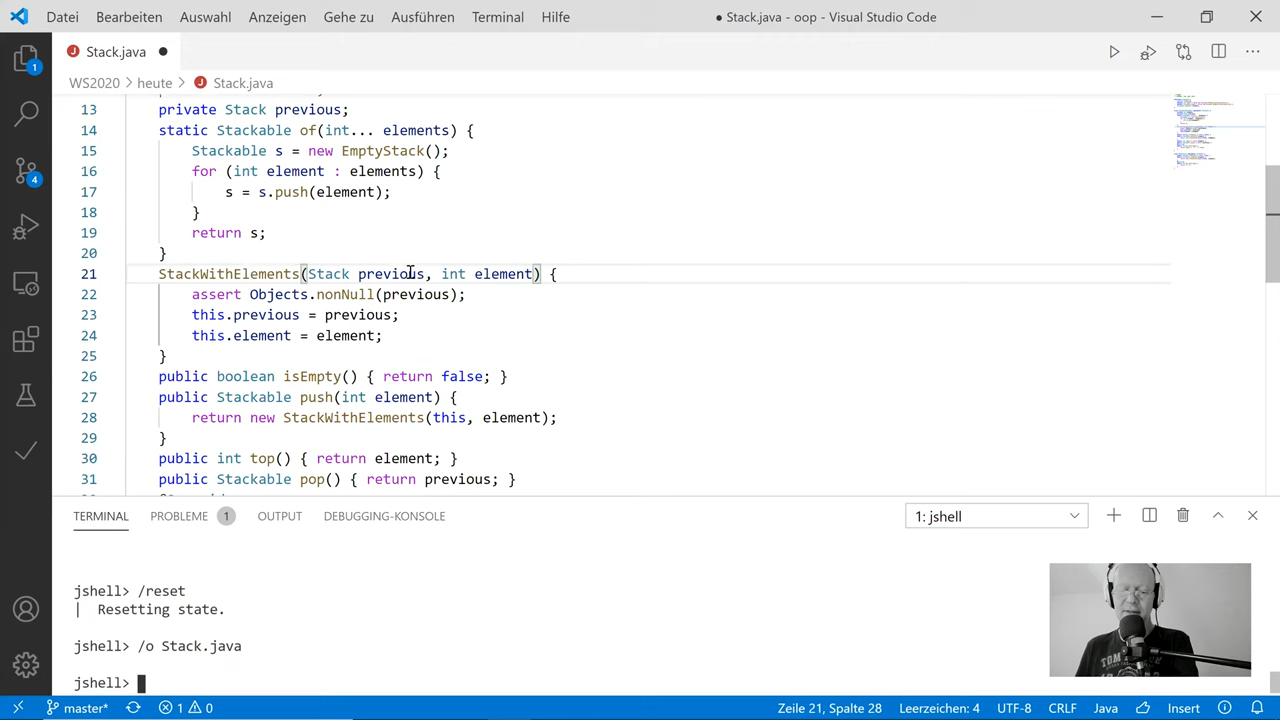 Datei Bearbeiten Auswahl Anzeigen Gehe zu Ausführen Terminal Hilfe ● Stack.java - oop - Visual Studio Code
J Stack.java ●
WS2020 > heute > J Stack.java
13 private Stack previous;
14 static Stackable of(int... elements) {
15 Stackable s = new EmptyStack();
16 for (int element : elements) {
17 s = s.push(element);
18 }
19 return s;
20 }
21 StackWithElements(Stack previous, int element) {
22 assert Objects.nonNull(previous);
23 this.previous = previous;
24 this.element = element;
25 }
26 public boolean isEmpty() { return false; }
27 public Stackable push(int element) {
28 return new StackWithElements(this, element);
29 }
30 public int top() { return element; }
31 public Stackable pop() { return previous; }
1
4
TERMINAL PROBLEME 1 OUTPUT DEBUGGING-KONSOLE 1: jshell
jshell> /reset
| Resetting state.
jshell> /o Stack.java
jshell>
master* 1 0 Zeile 21, Spalte 28 Leerzeichen: 4 UTF-8 CRLF Java Insert